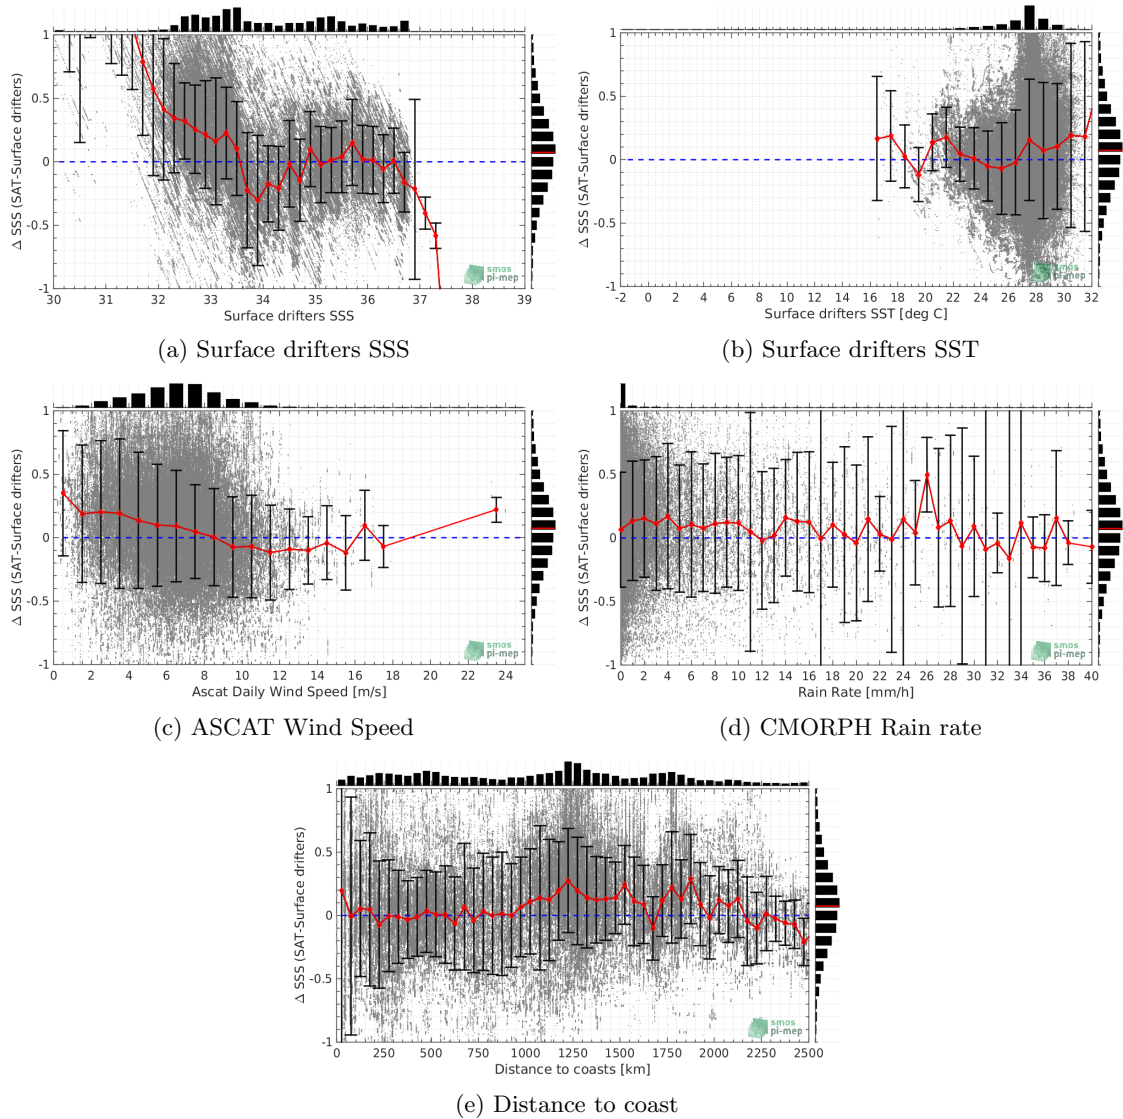 Δ SSS (SAT-Surface drifters)
1
0.5
0
-0.5
-1
30 31 32 33 34 35 36 37 38 39
Surface drifters SSS
smos
pi-mep
(a) Surface drifters SSS
Δ SSS (SAT-Surface drifters)
1
0.5
0
-0.5
-1
-2 0 2 4 6 8 10 12 14 16 18 20 22 24 26 28 30 32
Surface drifters SST [deg C]
smos
pi-mep
(b) Surface drifters SST
Δ SSS (SAT-Surface drifters)
1
0.5
0
-0.5
-1
0 2 4 6 8 10 12 14 16 18 20 22 24
Ascat Daily Wind Speed [m/s]
smos
pi-mep
(c) ASCAT Wind Speed
Δ SSS (SAT-Surface drifters)
1
0.5
0
-0.5
-1
0 2 4 6 8 10 12 14 16 18 20 22 24 26 28 30 32 34 36 38 40
Rain Rate [mm/h]
smos
pi-mep
(d) CMORPH Rain rate
Δ SSS (SAT-Surface drifters)
1
0.5
0
-0.5
-1
0 250 500 750 1000 1250 1500 1750 2000 2250 2500
Distance to coasts [km]
smos
pi-mep
(e) Distance to coast